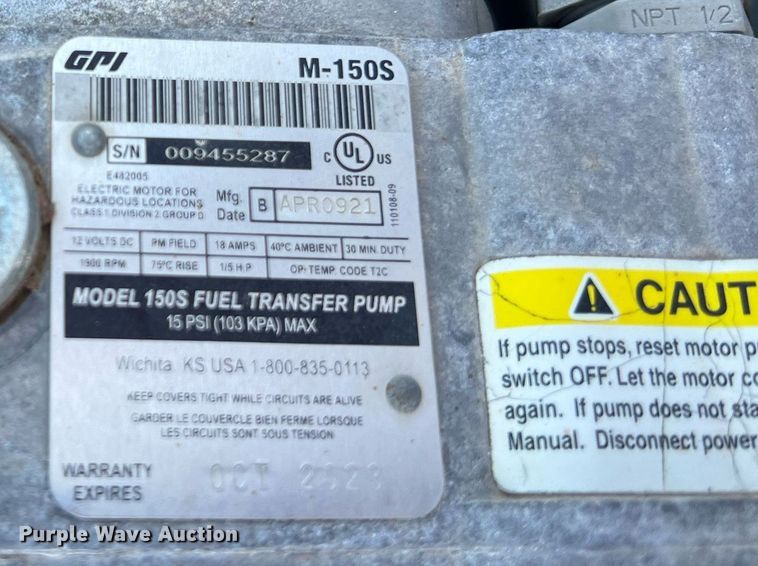 NPT 1/2
GPI
M-150S
S/N 009455287
C UL US
LISTED
E482005
ELECTRIC MOTOR FOR
HAZARDOUS LOCATIONS
CLASS 1 DIVISION 2 GROUP D
Mfg.
Date
B APR0921
110108-09
12 VOLTS DC PM FIELD 18 AMPS 40°C AMBIENT 30 MIN. DUTY
1900 RPM 75°C RISE 1/5 H.P OP: TEMP. CODE T2C
MODEL 150S FUEL TRANSFER PUMP
15 PSI (103 KPA) MAX
Wichita KS USA 1-800-835-0113
KEEP COVERS TIGHT WHILE CIRCUITS ARE ALIVE
GARDER LE COUVERCLE BIEN FERME LORSQUE
LES CIRCUITS SONT SOUS TENSION
WARRANTY
EXPIRES
OCT 2023
CAUT
If pump stops, reset motor p
switch OFF. Let the motor co
again. If pump does not sta
Manual. Disconnect power
Purple Wave Auction